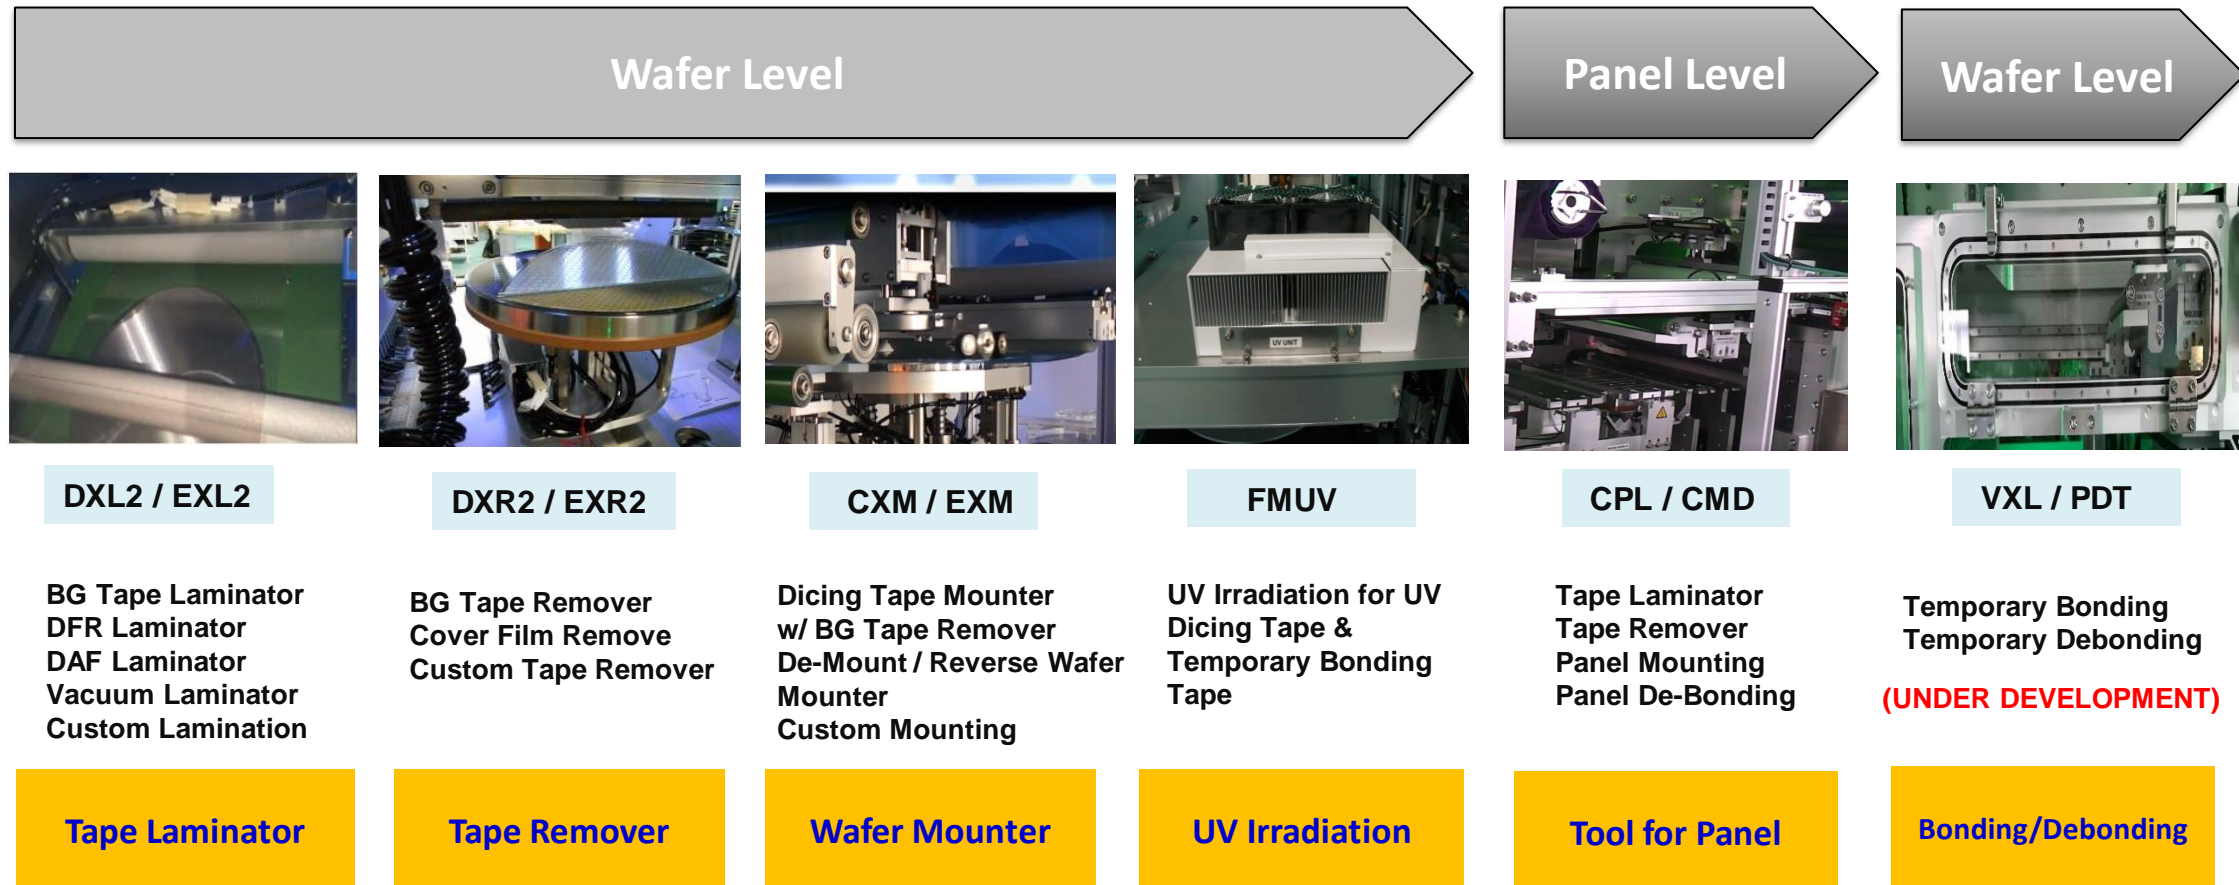 Wafer Level
Panel Level
Wafer Level
UV UNIT
DXL2 / EXL2
DXR2 / EXR2
CXM / EXM
FMUV
CPL / CMD
VXL / PDT
BG Tape Laminator
DFR Laminator
DAF Laminator
Vacuum Laminator
Custom Lamination
BG Tape Remover
Cover Film Remove
Custom Tape Remover
Dicing Tape Mounter
w/ BG Tape Remover
De-Mount / Reverse Wafer
Mounter
Custom Mounting
UV Irradiation for UV
Dicing Tape &
Temporary Bonding
Tape
Tape Laminator
Tape Remover
Panel Mounting
Panel De-Bonding
Temporary Bonding
Temporary Debonding
(UNDER DEVELOPMENT)
Tape Laminator
Tape Remover
Wafer Mounter
UV Irradiation
Tool for Panel
Bonding/Debonding